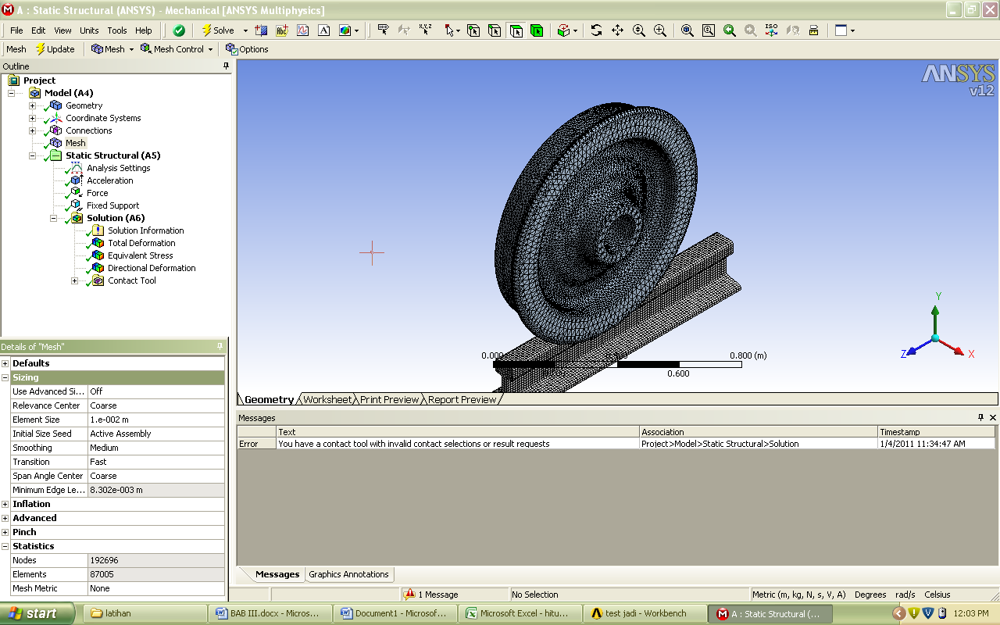 A : Static Structural (ANSYS) - Mechanical [ANSYS Multiphysics]
File Edit View Units Tools Help Solve
Mesh Update Mesh Mesh Control Options
Outline
Project
Model (A4)
Geometry
Coordinate Systems
Connections
Mesh
Static Structural (A5)
Analysis Settings
Acceleration
Force
Fixed Support
Solution (A6)
Solution Information
Total Deformation
Equivalent Stress
Directional Deformation
Contact Tool
Details of "Mesh"
Defaults
Sizing
Use Advanced Si... Off
Relevance Center Coarse
Element Size 1.e-002 m
Initial Size Seed Active Assembly
Smoothing Medium
Transition Fast
Span Angle Center Coarse
Minimum Edge Le... 8.302e-003 m
Inflation
Advanced
Pinch
Statistics
Nodes 192696
Elements 87005
Mesh Metric None
ANSYS
v12
Y
Z X
0.000 0.800 (m)
0.600
Geometry Worksheet Print Preview Report Preview
Messages
Text Association Timestamp
Error You have a contact tool with invalid contact selections or result requests Project>Model>Static Structural>Solution 1/4/2011 11:34:47 AM
Messages Graphics Annotations
1 Message No Selection Metric (m, kg, N, s, V, A) Degrees rad/s Celsius
start latihan BAB III.docx - Micros... Document1 - Microsof... Microsoft Excel - hitu... test jadi - Workbench A : Static Structural (... 12:03 PM